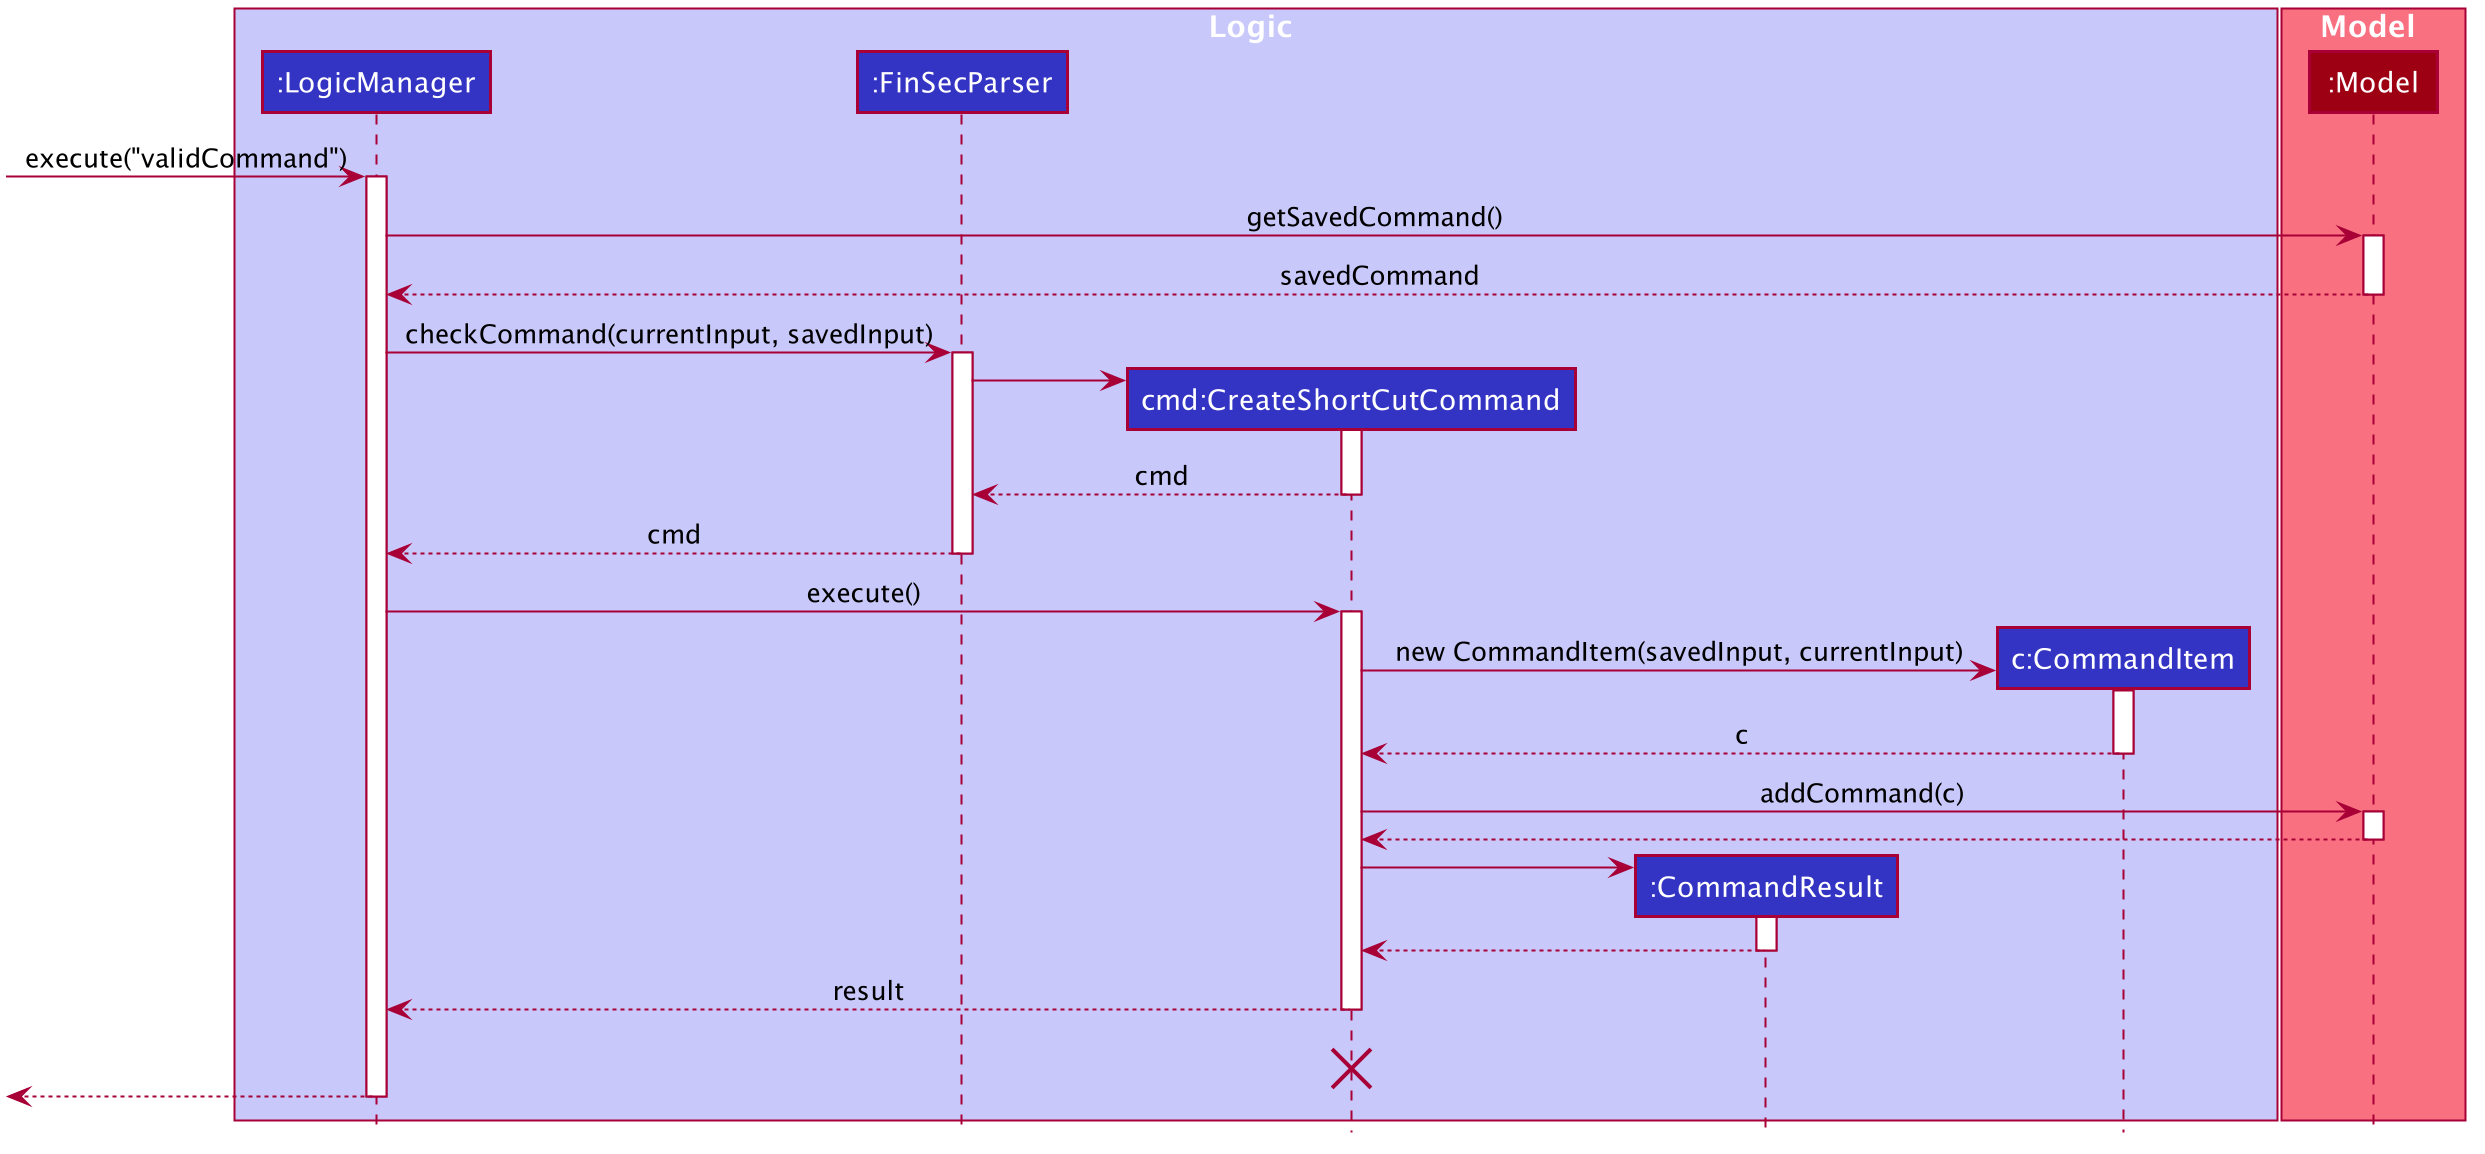 Logic
Model
:LogicManager
:FinSecParser
:Model
execute("validCommand")
getSavedCommand()
savedCommand
checkCommand(currentInput, savedInput)
cmd:CreateShortCutCommand
cmd
cmd
execute()
new CommandItem(savedInput, currentInput)
c:CommandItem
c
addCommand(c)
:CommandResult
result